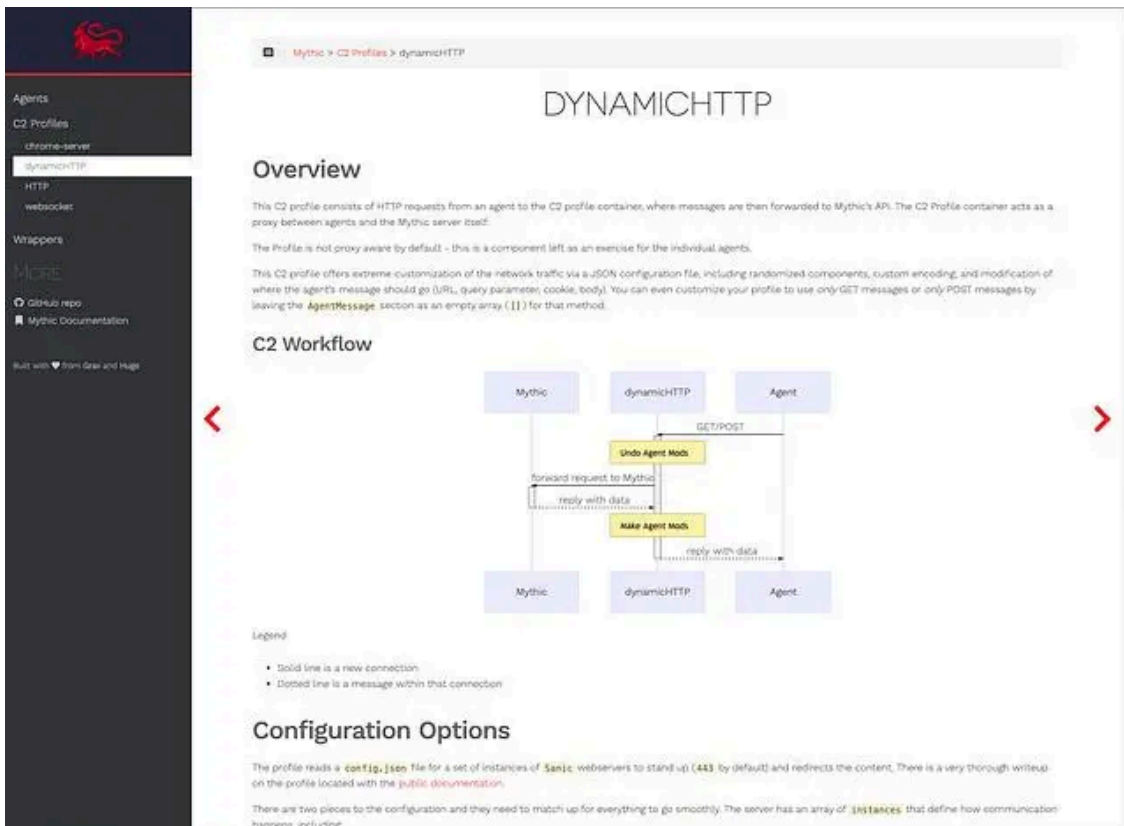 Agents
C2 Profiles
chrome-server
dynamicHTTP
HTTP
websocket
Wrappers
MORE
GitHub repo
Mythic Documentation
Built with ♥ from Grav and Hugo
Mythic > C2 Profiles > dynamicHTTP
DYNAMICHTTP
Overview
This C2 profile consists of HTTP requests from an agent to the C2 profile container, where messages are then forwarded to Mythic's API. The C2 Profile container acts as a
proxy between agents and the Mythic server itself.
The Profile is not proxy aware by default - this is a component left as an exercise for the individual agents.
This C2 profile offers extreme customization of the network traffic via a JSON configuration file, including randomized components, custom encoding, and modification of
where the agent's message should go (URL, query parameter, cookie, body). You can even customize your profile to use only GET messages or only POST messages by
leaving the AgentMessage section as an empty array ([]) for that method.
C2 Workflow
Mythic dynamicHTTP Agent
GET/POST
Undo Agent Mods
forward request to Mythic
reply with data
Make Agent Mods
reply with data
Mythic dynamicHTTP Agent
Legend
• Solid line is a new connection
• Dotted line is a message within that connection
Configuration Options
The profile reads a config.json file for a set of instances of Sanic webservers to stand up (443 by default) and redirects the content. There is a very thorough writeup
on the profile located with the public documentation.
There are two pieces to the configuration and they need to match up for everything to go smoothly. The server has an array of instances that define how communication
happens, including: